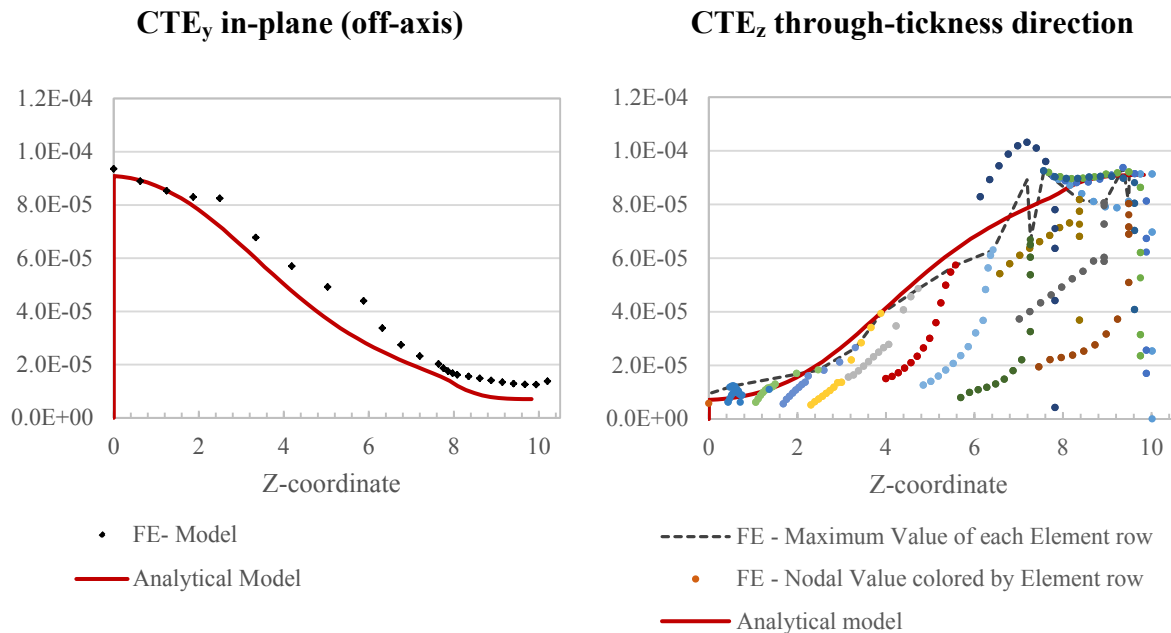 CTEy in-plane (off-axis)
CTEz through-tickness direction
1.2E-04
1.0E-04
8.0E-05
6.0E-05
4.0E-05
2.0E-05
0.0E+00
0 2 4 6 8 10
Z-coordinate
FE- Model
Analytical Model
1.2E-04
1.0E-04
8.0E-05
6.0E-05
4.0E-05
2.0E-05
0.0E+00
0 2 4 6 8 10
Z-coordinate
FE - Maximum Value of each Element row
FE - Nodal Value colored by Element row
Analytical model